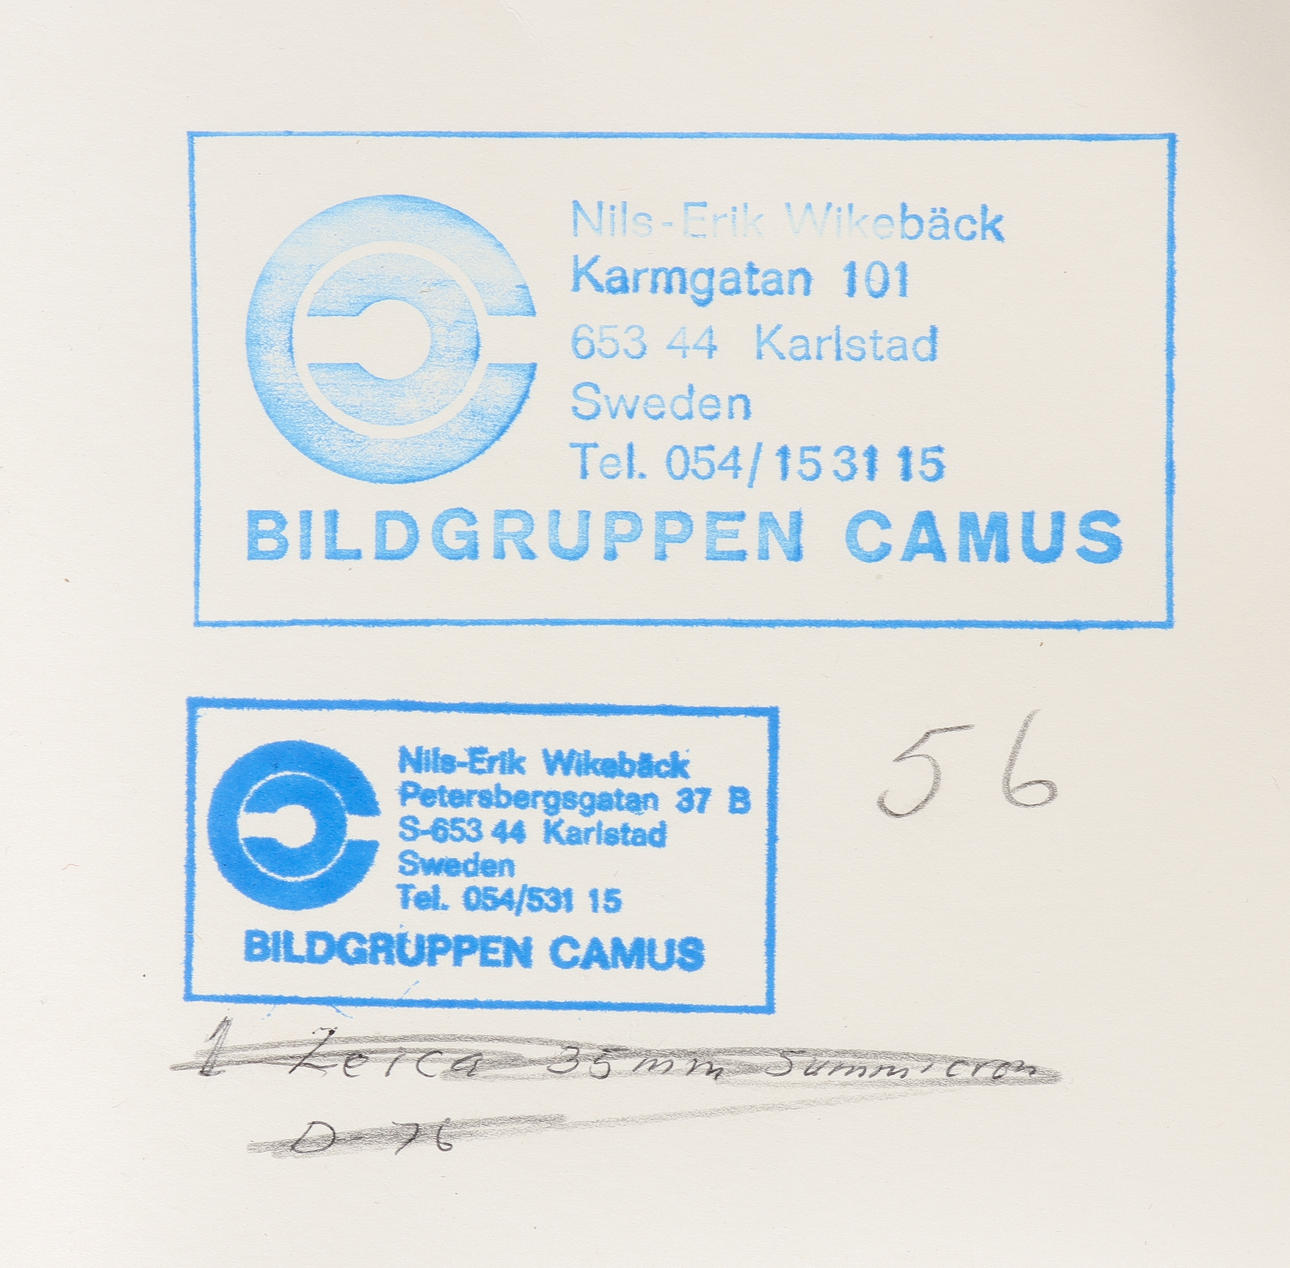 Nils-Erik Wikebäck
Karmgatan 101
653 44 Karlstad
Sweden
Tel. 054/15 31 15
BILDGRUPPEN CAMUS
Nils-Erik Wikebäck
Petersbergsgatan 37 B
S-653 44 Karlstad
Sweden
Tel. 054/531 15
BILDGRUPPEN CAMUS
56
1 Leica 35mm Summicron
D-76